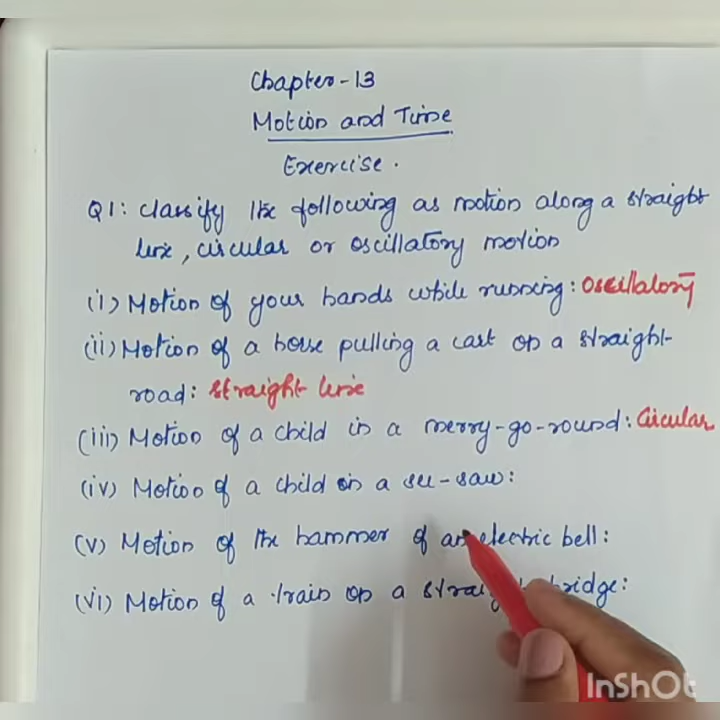 Chapter-13
Motion and Time
Exercise.
Q1: Classify the following as motion along a straight
line, circular or oscillatory motion
(i) Motion of your hands while running: Oscillatory
(ii) Motion of a horse pulling a cart on a straight
road: straight line
(iii) Motion of a child in a merry-go-round: Circular
(iv) Motion of a child on a see-saw:
(v) Motion of the hammer of an electric bell:
(vi) Motion of a train on a bridge:
InShOt